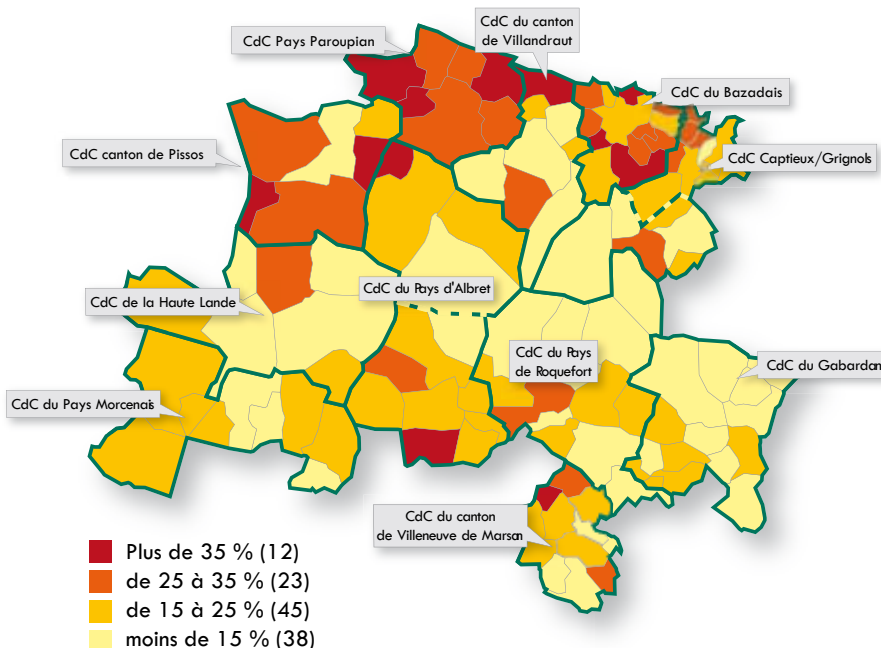 CdC du canton
de Villandraut
CdC Pays Paroupian
CdC du Bazadais
CdC canton de Pissos
CdC Captieux/Grignols
CdC du Pays d'Albret
CdC de la Haute Lande
CdC du Pays
de Roquefort
CdC du Gabardan
CdC du Pays Morcenais
CdC du canton
de Villeneuve de Marsan
Plus de 35 % (12)
de 25 à 35 % (23)
de 15 à 25 % (45)
moins de 15 % (38)